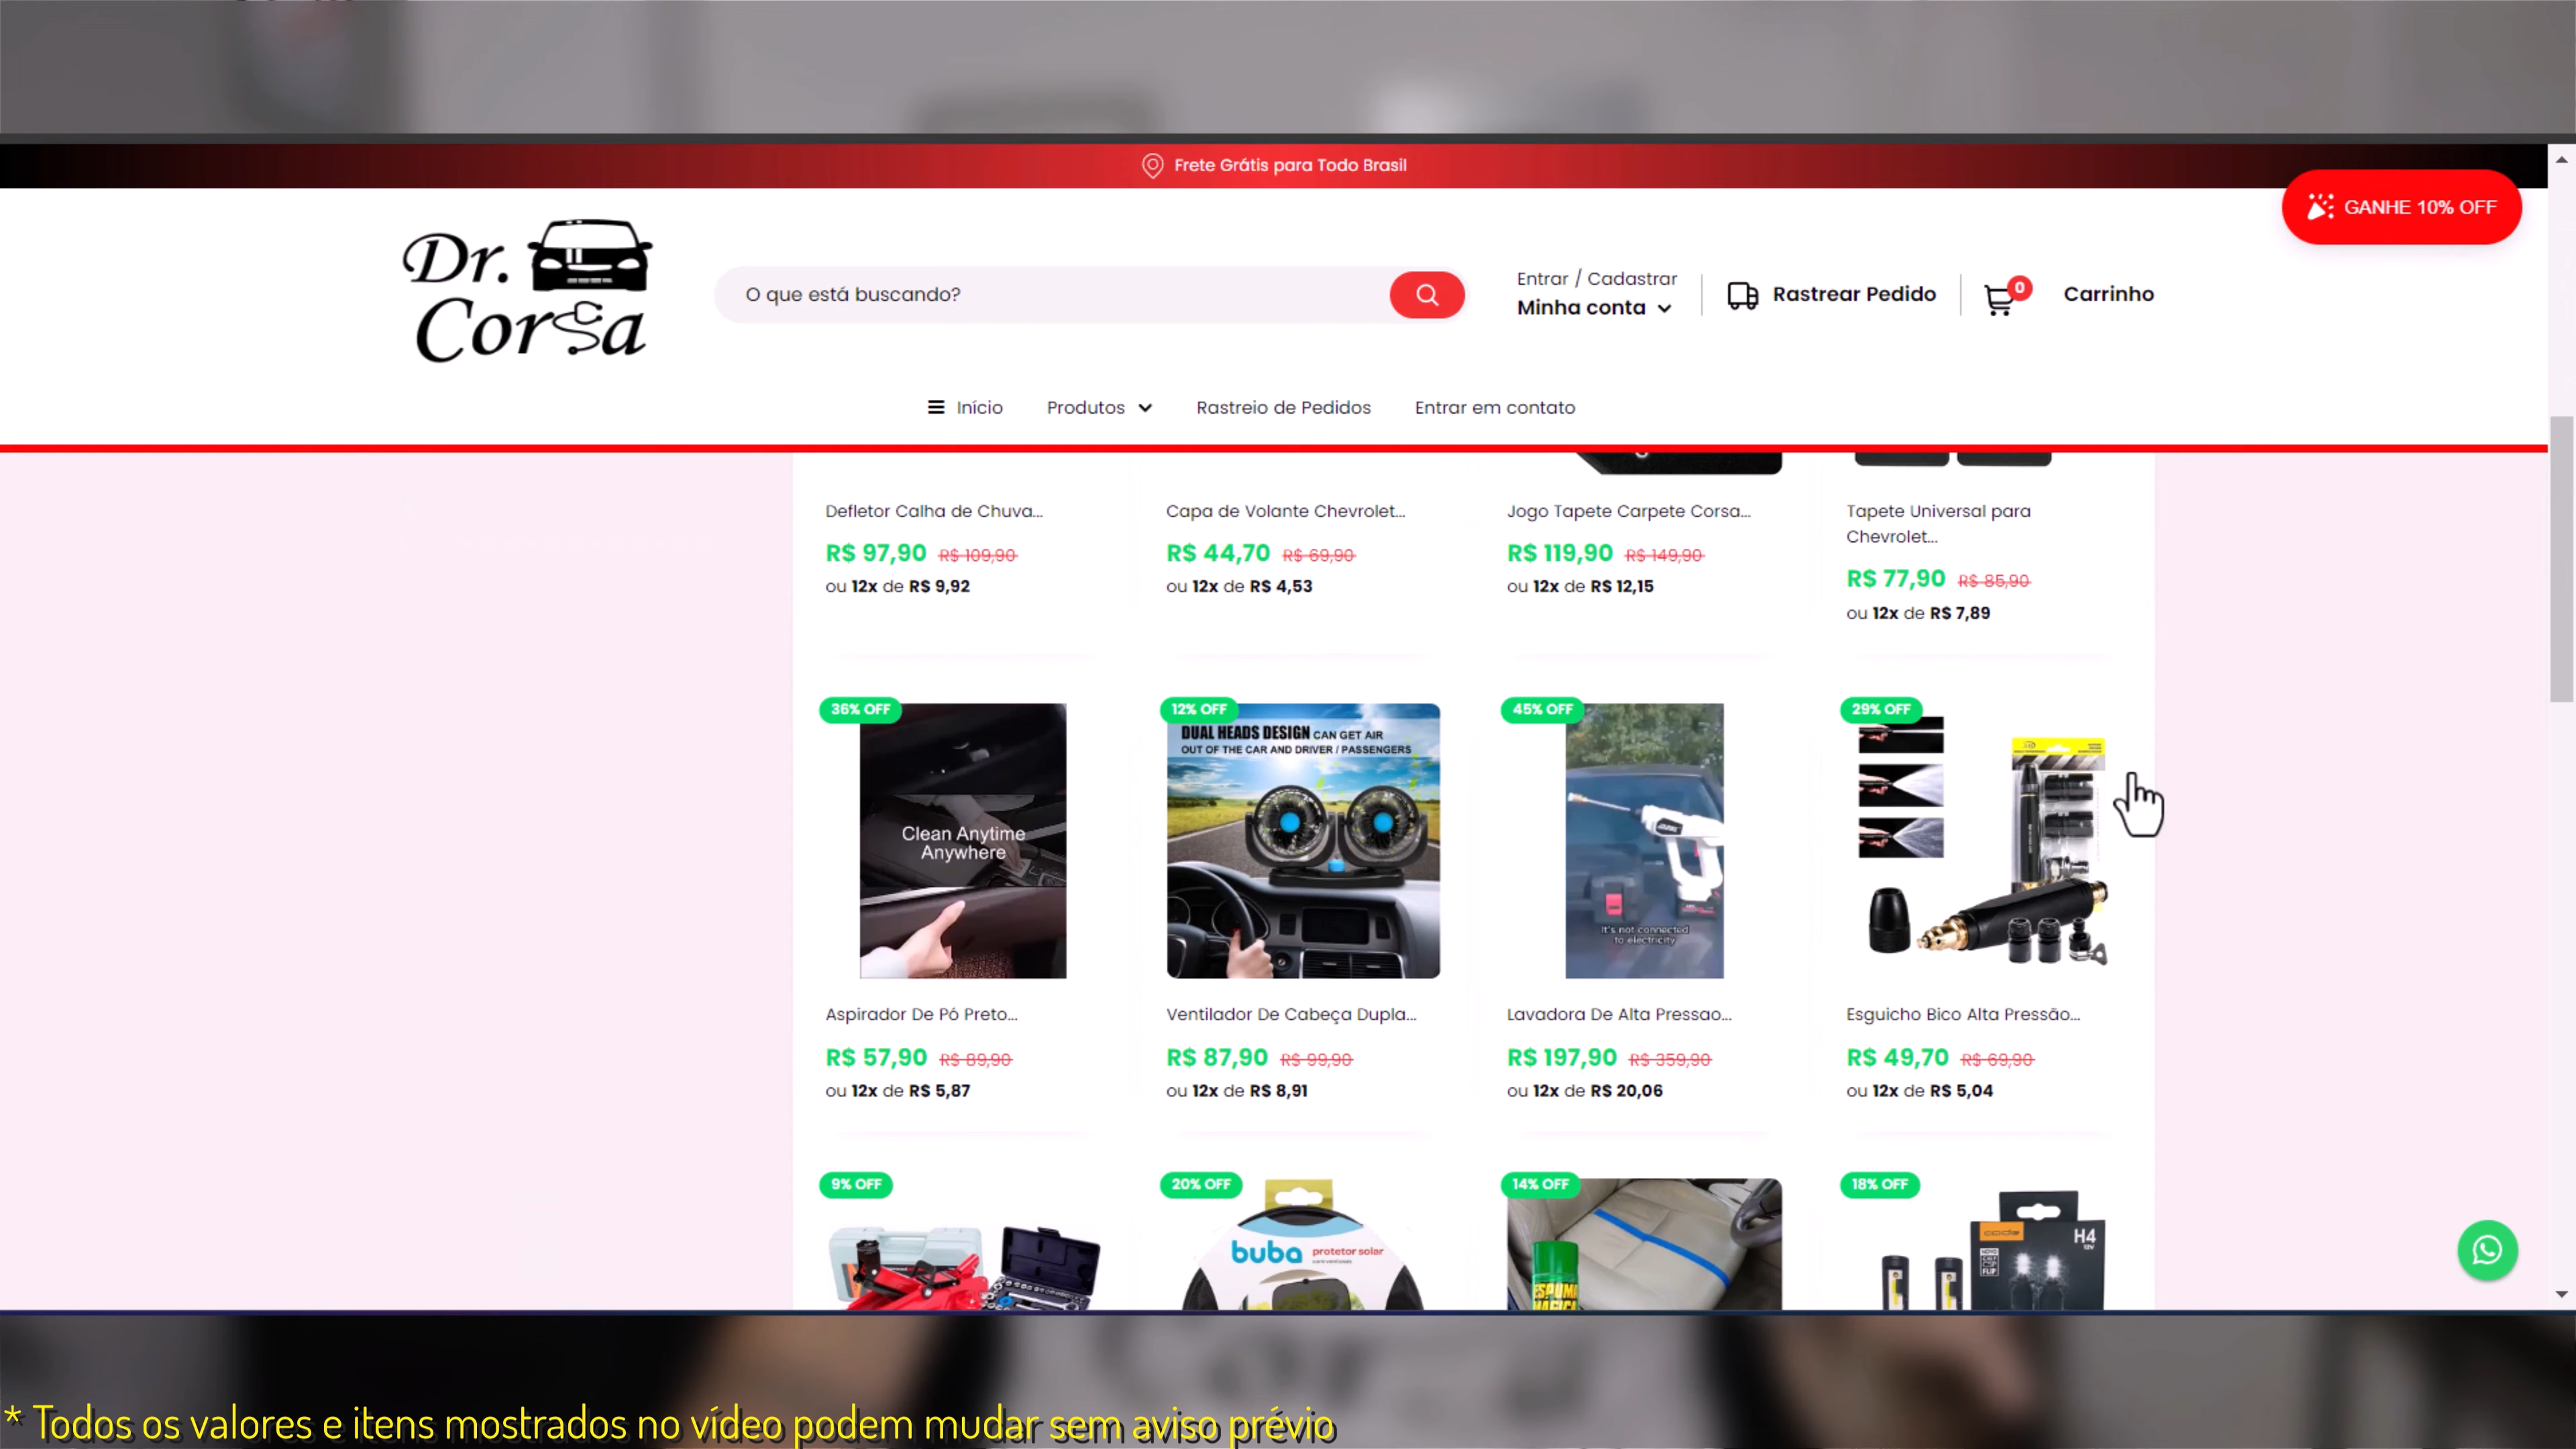 Frete Grátis para Todo Brasil
GANHE 10% OFF
Dr.
Corsa
O que está buscando?
Entrar / Cadastrar
Minha conta
Rastrear Pedido
0
Carrinho
Início
Produtos
Rastreio de Pedidos
Entrar em contato
Defletor Calha de Chuva...
R$ 97,90 R$ 109,90
ou 12x de R$ 9,92
Capa de Volante Chevrolet...
R$ 44,70 R$ 69,90
ou 12x de R$ 4,53
Jogo Tapete Carpete Corsa...
R$ 119,90 R$ 149,90
ou 12x de R$ 12,15
Tapete Universal para
Chevrolet...
R$ 77,90 R$ 85,90
ou 12x de R$ 7,89
36% OFF
Clean Anytime
Anywhere
Aspirador De Pó Preto...
R$ 57,90 R$ 89,90
ou 12x de R$ 5,87
12% OFF
DUAL HEADS DESIGN CAN GET AIR
OUT OF THE CAR AND DRIVER / PASSENGERS
Ventilador De Cabeça Dupla...
R$ 87,90 R$ 99,90
ou 12x de R$ 8,91
45% OFF
It's not connected
to electricity
Lavadora De Alta Pressao...
R$ 197,90 R$ 359,90
ou 12x de R$ 20,06
29% OFF
Esguicho Bico Alta Pressão...
R$ 49,70 R$ 69,90
ou 12x de R$ 5,04
9% OFF
20% OFF
buba protetor solar
14% OFF
ESPUMA
MÁGICA
18% OFF
H4
12V
* Todos os valores e itens mostrados no vídeo podem mudar sem aviso prévio